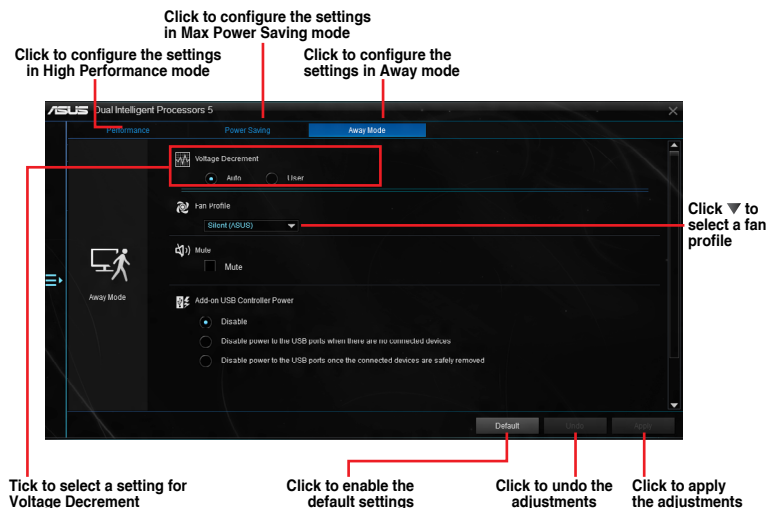 Click to configure the settings
in Max Power Saving mode
Click to configure the settings
in High Performance mode
Click to configure the
settings in Away mode
ASUS Dual Intelligent Processors 5
Performance
Power Saving
Away Mode
Voltage Decrement
Auto
User
Fan Profile
Silent (ASUS)
Click ▼ to
select a fan
profile
Mute
Mute
Away Mode
Add-on USB Controller Power
Disable
Disable power to the USB ports when there are no connected devices
Disable power to the USB ports once the connected devices are safely removed
Default
Undo
Apply
Tick to select a setting for
Voltage Decrement
Click to enable the
default settings
Click to undo the
adjustments
Click to apply
the adjustments